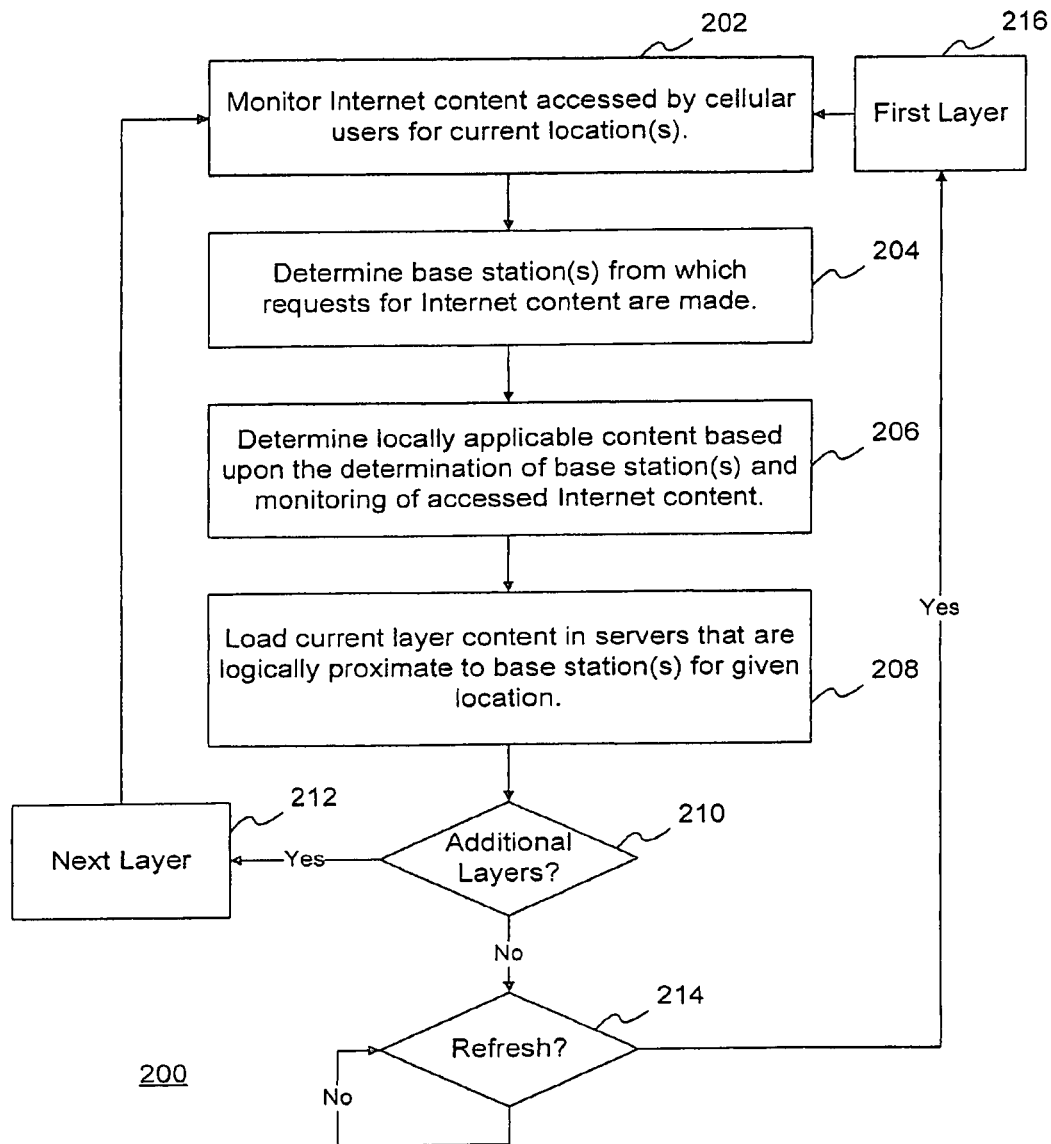 202
216
Monitor Internet content accessed by cellular
users for current location(s).
First Layer
204
Determine base station(s) from which
requests for Internet content are made.
206
Determine locally applicable content based
upon the determination of base station(s) and
monitoring of accessed Internet content.
Yes
Load current layer content in servers that are
logically proximate to base station(s) for given
location.
208
212
210
Next Layer
Yes
Additional
Layers?
No
214
Refresh?
200
No